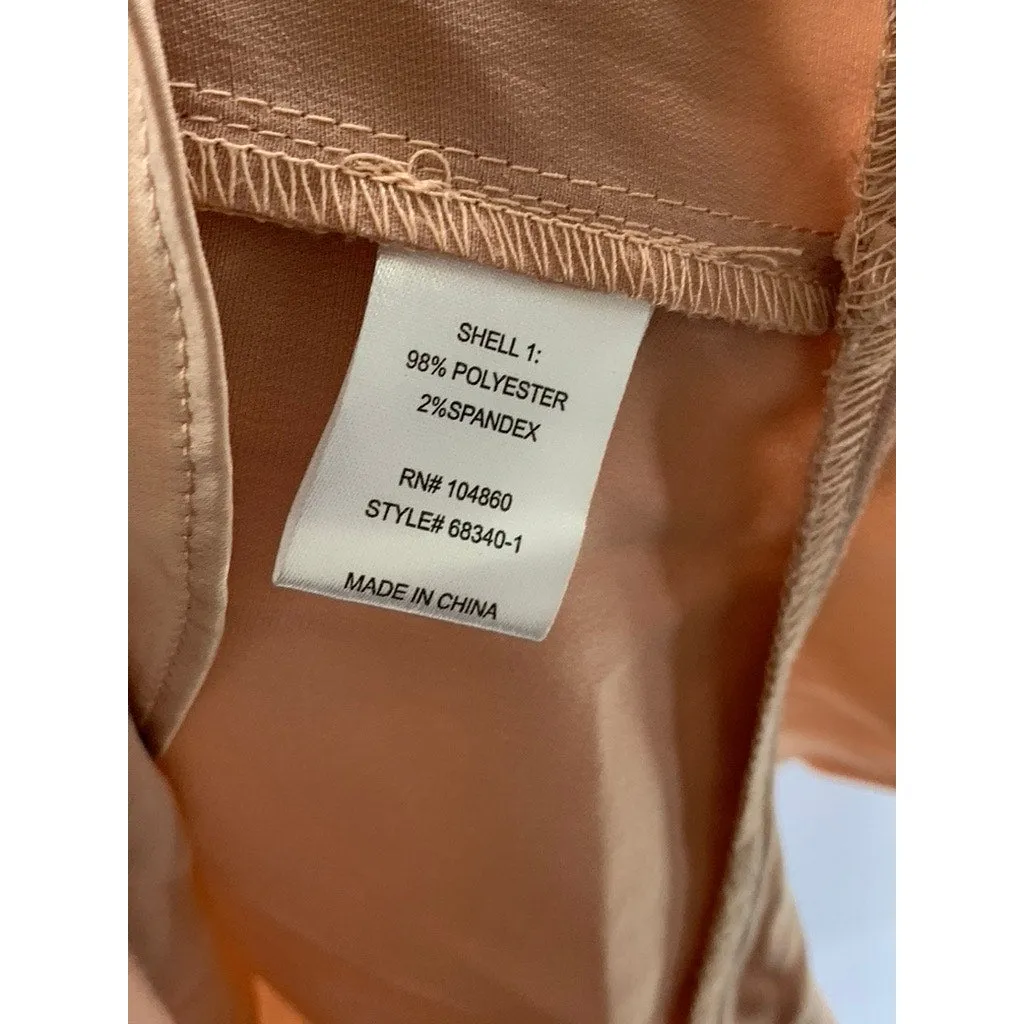 SHELL 1:
98% POLYESTER
2%SPANDEX
RN# 104860
STYLE# 68340-1
MADE IN CHINA